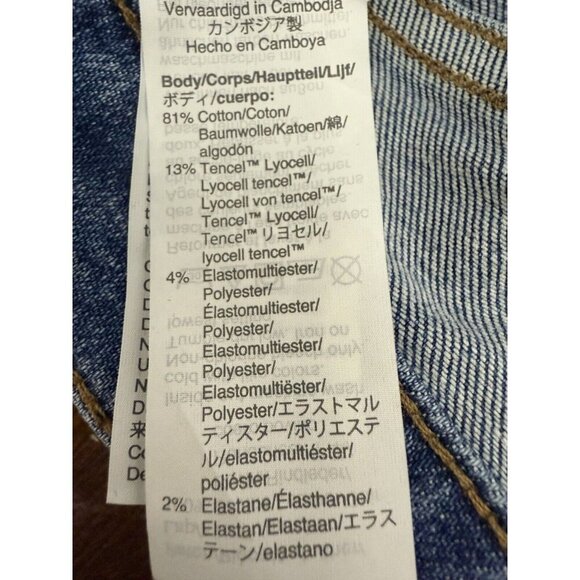 Vervaardigd in Cambodja
カンボジア製
Hecho en Camboya
Body/Corps/Hauptteil/Lijf/
ボディ/cuerpo:
81% Cotton/Coton/
Baumwolle/Katoen/綿/
algodón
13% Tencel™ Lyocell/
Lyocell tencel™/
Lyocell von tencel™/
Tencel™ Lyocell/
Tencel™ リヨセル/
lyocell tencel™
4% Elastomultiester/
Polyester/
Élastomultiester/
Polyester/
Elastomultiester/
Polyester/
Elastomultiëster/
Polyester/エラストマル
ティスター/ポリエステ
ル/elastomultiéster/
poliéster
2% Elastane/Élasthanne/
Elastan/Elastaan/エラス
テーン/elastano